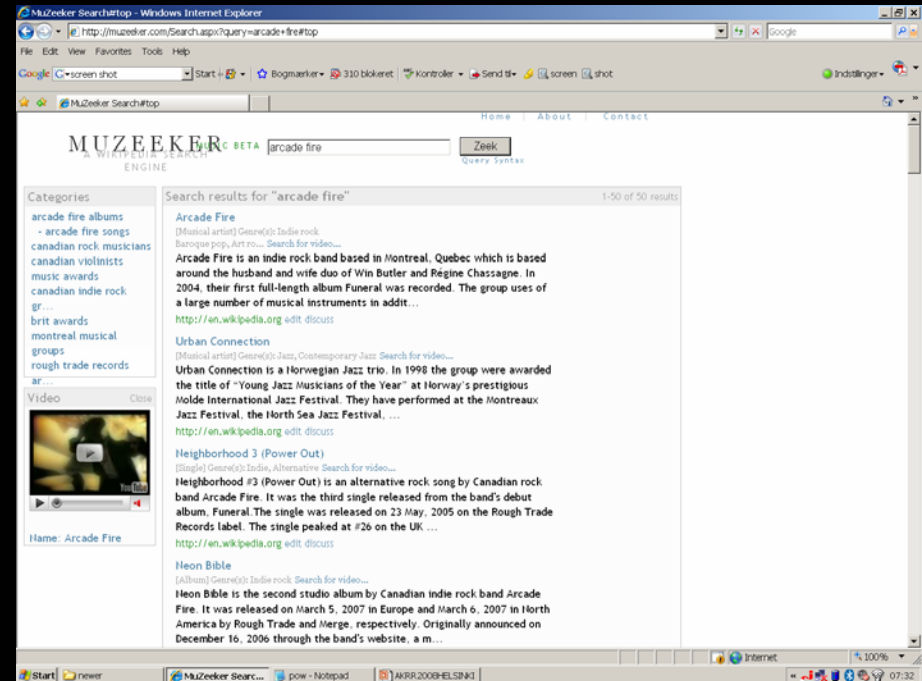 MuZeeker Search#top - Windows Internet Explorer
http://muzeeker.com/Search.aspx?query=arcade+fire#top
Google
File Edit View Favorites Tools Help
Google screen shot Start Bogmærker 310 blokeret Kontroller Send til screen shot Indstillinger
MuZeeker Search#top
Home About Contact
MUZEEKER MUSIC BETA arcade fire Zeek
A WIKIPEDIA SEARCH ENGINE
Query Syntax
Categories
arcade fire albums
- arcade fire songs
canadian rock musicians
canadian violinists
music awards
canadian indie rock
gr...
brit awards
montreal musical
groups
rough trade records
ar...
Video Close
YouTube
Name: Arcade Fire
Search results for "arcade fire" 1-50 of 50 results
Arcade Fire
[Musical artist] Genre(s): Indie rock
Baroque pop, Art ro... Search for video...
Arcade Fire is an indie rock band based in Montreal, Quebec which is based
around the husband and wife duo of Win Butler and Régine Chassagne. In
2004, their first full-length album Funeral was recorded. The group uses of
a large number of musical instruments in addit...
http://en.wikipedia.org edit discuss
Urban Connection
[Musical artist] Genre(s): Jazz, Contemporary Jazz Search for video...
Urban Connection is a Norwegian Jazz trio. In 1998 the group were awarded
the title of "Young Jazz Musicians of the Year" at Norway's prestigious
Molde International Jazz Festival. They have performed at the Montreaux
Jazz Festival, the North Sea Jazz Festival, ...
http://en.wikipedia.org edit discuss
Neighborhood 3 (Power Out)
[Single] Genre(s): Indie, Alternative Search for video...
Neighborhood #3 (Power Out) is an alternative rock song by Canadian rock
band Arcade Fire. It was the third single released from the band's debut
album, Funeral.The single was released on 23 May, 2005 on the Rough Trade
Records label. The single peaked at #26 on the UK ...
http://en.wikipedia.org edit discuss
Neon Bible
[Album] Genre(s): Indie rock Search for video...
Neon Bible is the second studio album by Canadian indie rock band Arcade
Fire. It was released on March 5, 2007 in Europe and March 6, 2007 in North
America by Rough Trade and Merge, respectively. Originally announced on
December 16, 2006 through the band's website, a m...
Internet 100%
Start newer MuZeeker Searc... pow - Notepad AKRR2008HELSINKI 07:32